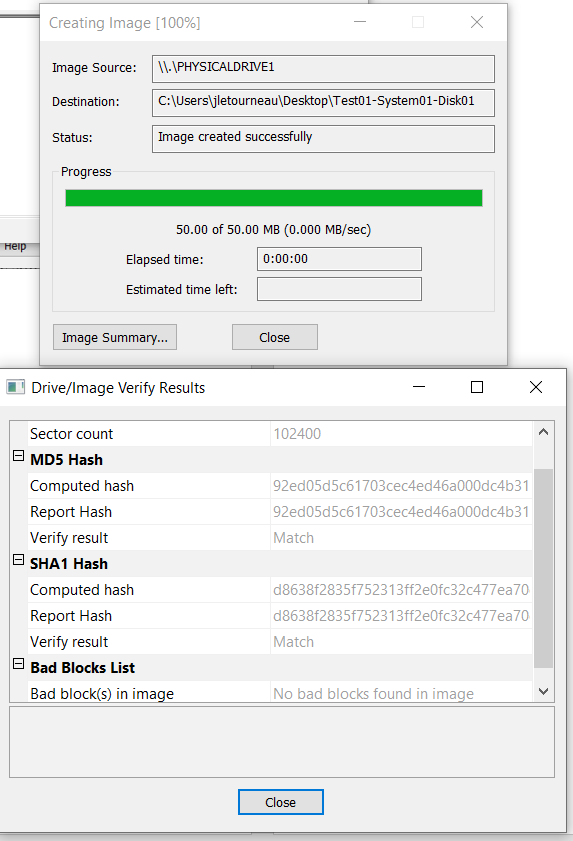 Creating Image [100%]
Image Source: \\.\PHYSICALDRIVE1
Destination: C:\Users\jletourneau\Desktop\Test01-System01-Disk01
Status: Image created successfully
Help
Progress
50.00 of 50.00 MB (0.000 MB/sec)
Elapsed time: 0:00:00
Estimated time left:
Image Summary... Close
Drive/Image Verify Results
Sector count 102400
MD5 Hash
Computed hash 92ed05d5c61703cec4ed46a000dc4b31
Report Hash 92ed05d5c61703cec4ed46a000dc4b31
Verify result Match
SHA1 Hash
Computed hash d8638f2835f752313ff2e0fc32c477ea70
Report Hash d8638f2835f752313ff2e0fc32c477ea70
Verify result Match
Bad Blocks List
Bad block(s) in image No bad blocks found in image
Close